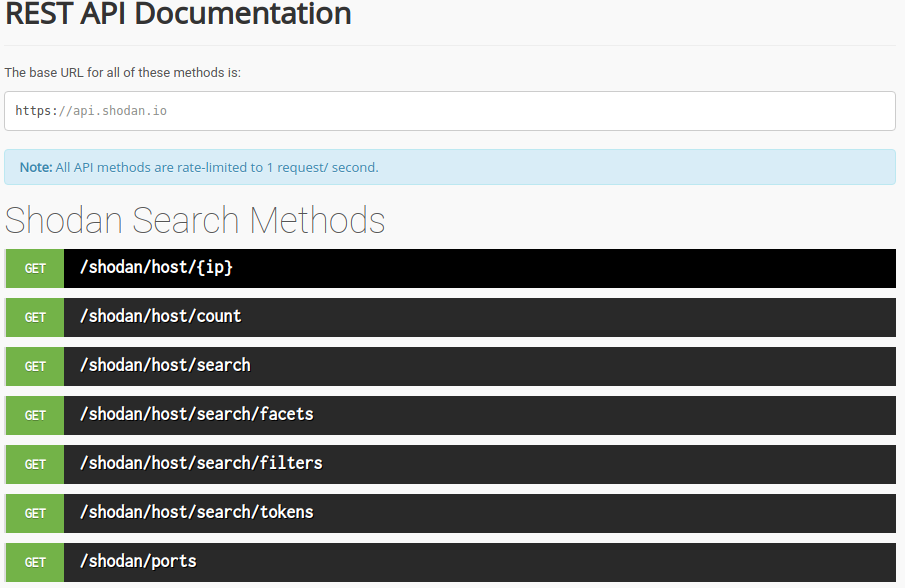 REST API Documentation
The base URL for all of these methods is:
https://api.shodan.io
Note: All API methods are rate-limited to 1 request/ second.
Shodan Search Methods
GET /shodan/host/{ip}
GET /shodan/host/count
GET /shodan/host/search
GET /shodan/host/search/facets
GET /shodan/host/search/filters
GET /shodan/host/search/tokens
GET /shodan/ports